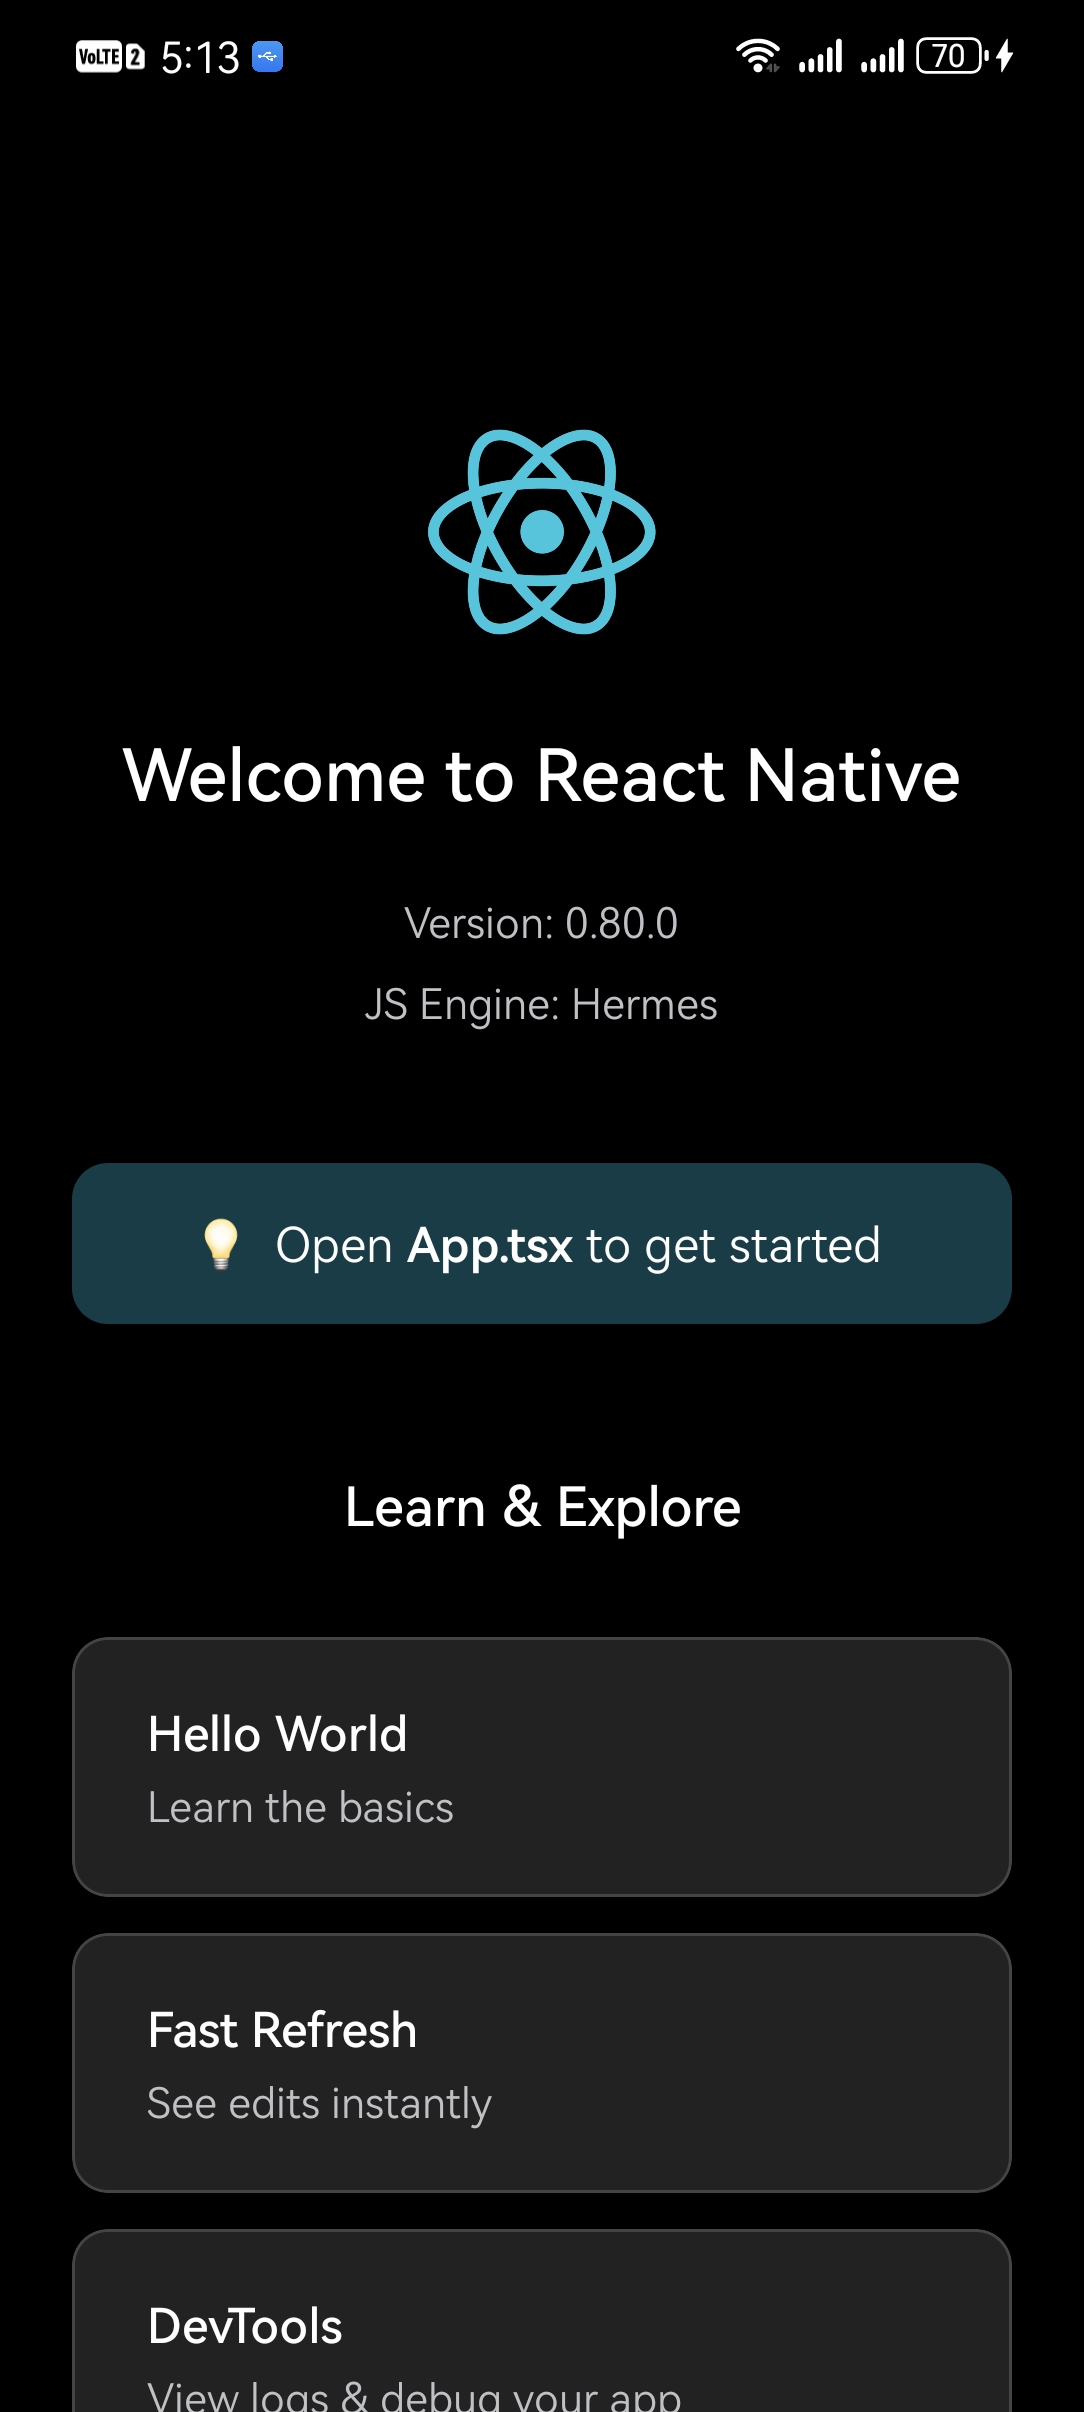 VoLTE 2 5:13 70
Welcome to React Native
Version: 0.80.0
JS Engine: Hermes
Open App.tsx to get started
Learn & Explore
Hello World
Learn the basics
Fast Refresh
See edits instantly
DevTools
View logs & debug your app